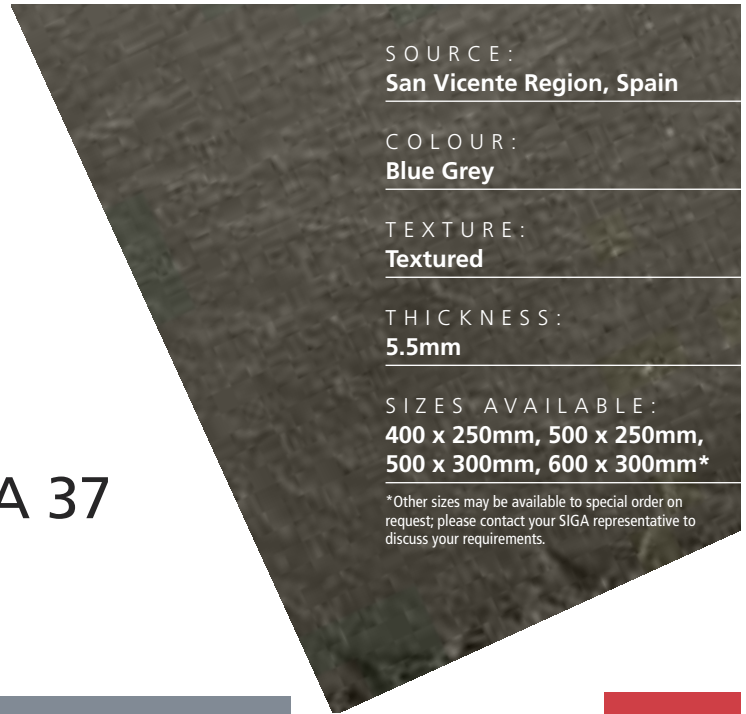 SOURCE:
San Vicente Region, Spain
COLOUR:
Blue Grey
TEXTURE:
Textured
THICKNESS:
5.5mm
SIZES AVAILABLE:
400 x 250mm, 500 x 250mm,
500 x 300mm, 600 x 300mm*
*Other sizes may be available to special order on
request; please contact your SIGA representative to
discuss your requirements.
A 37